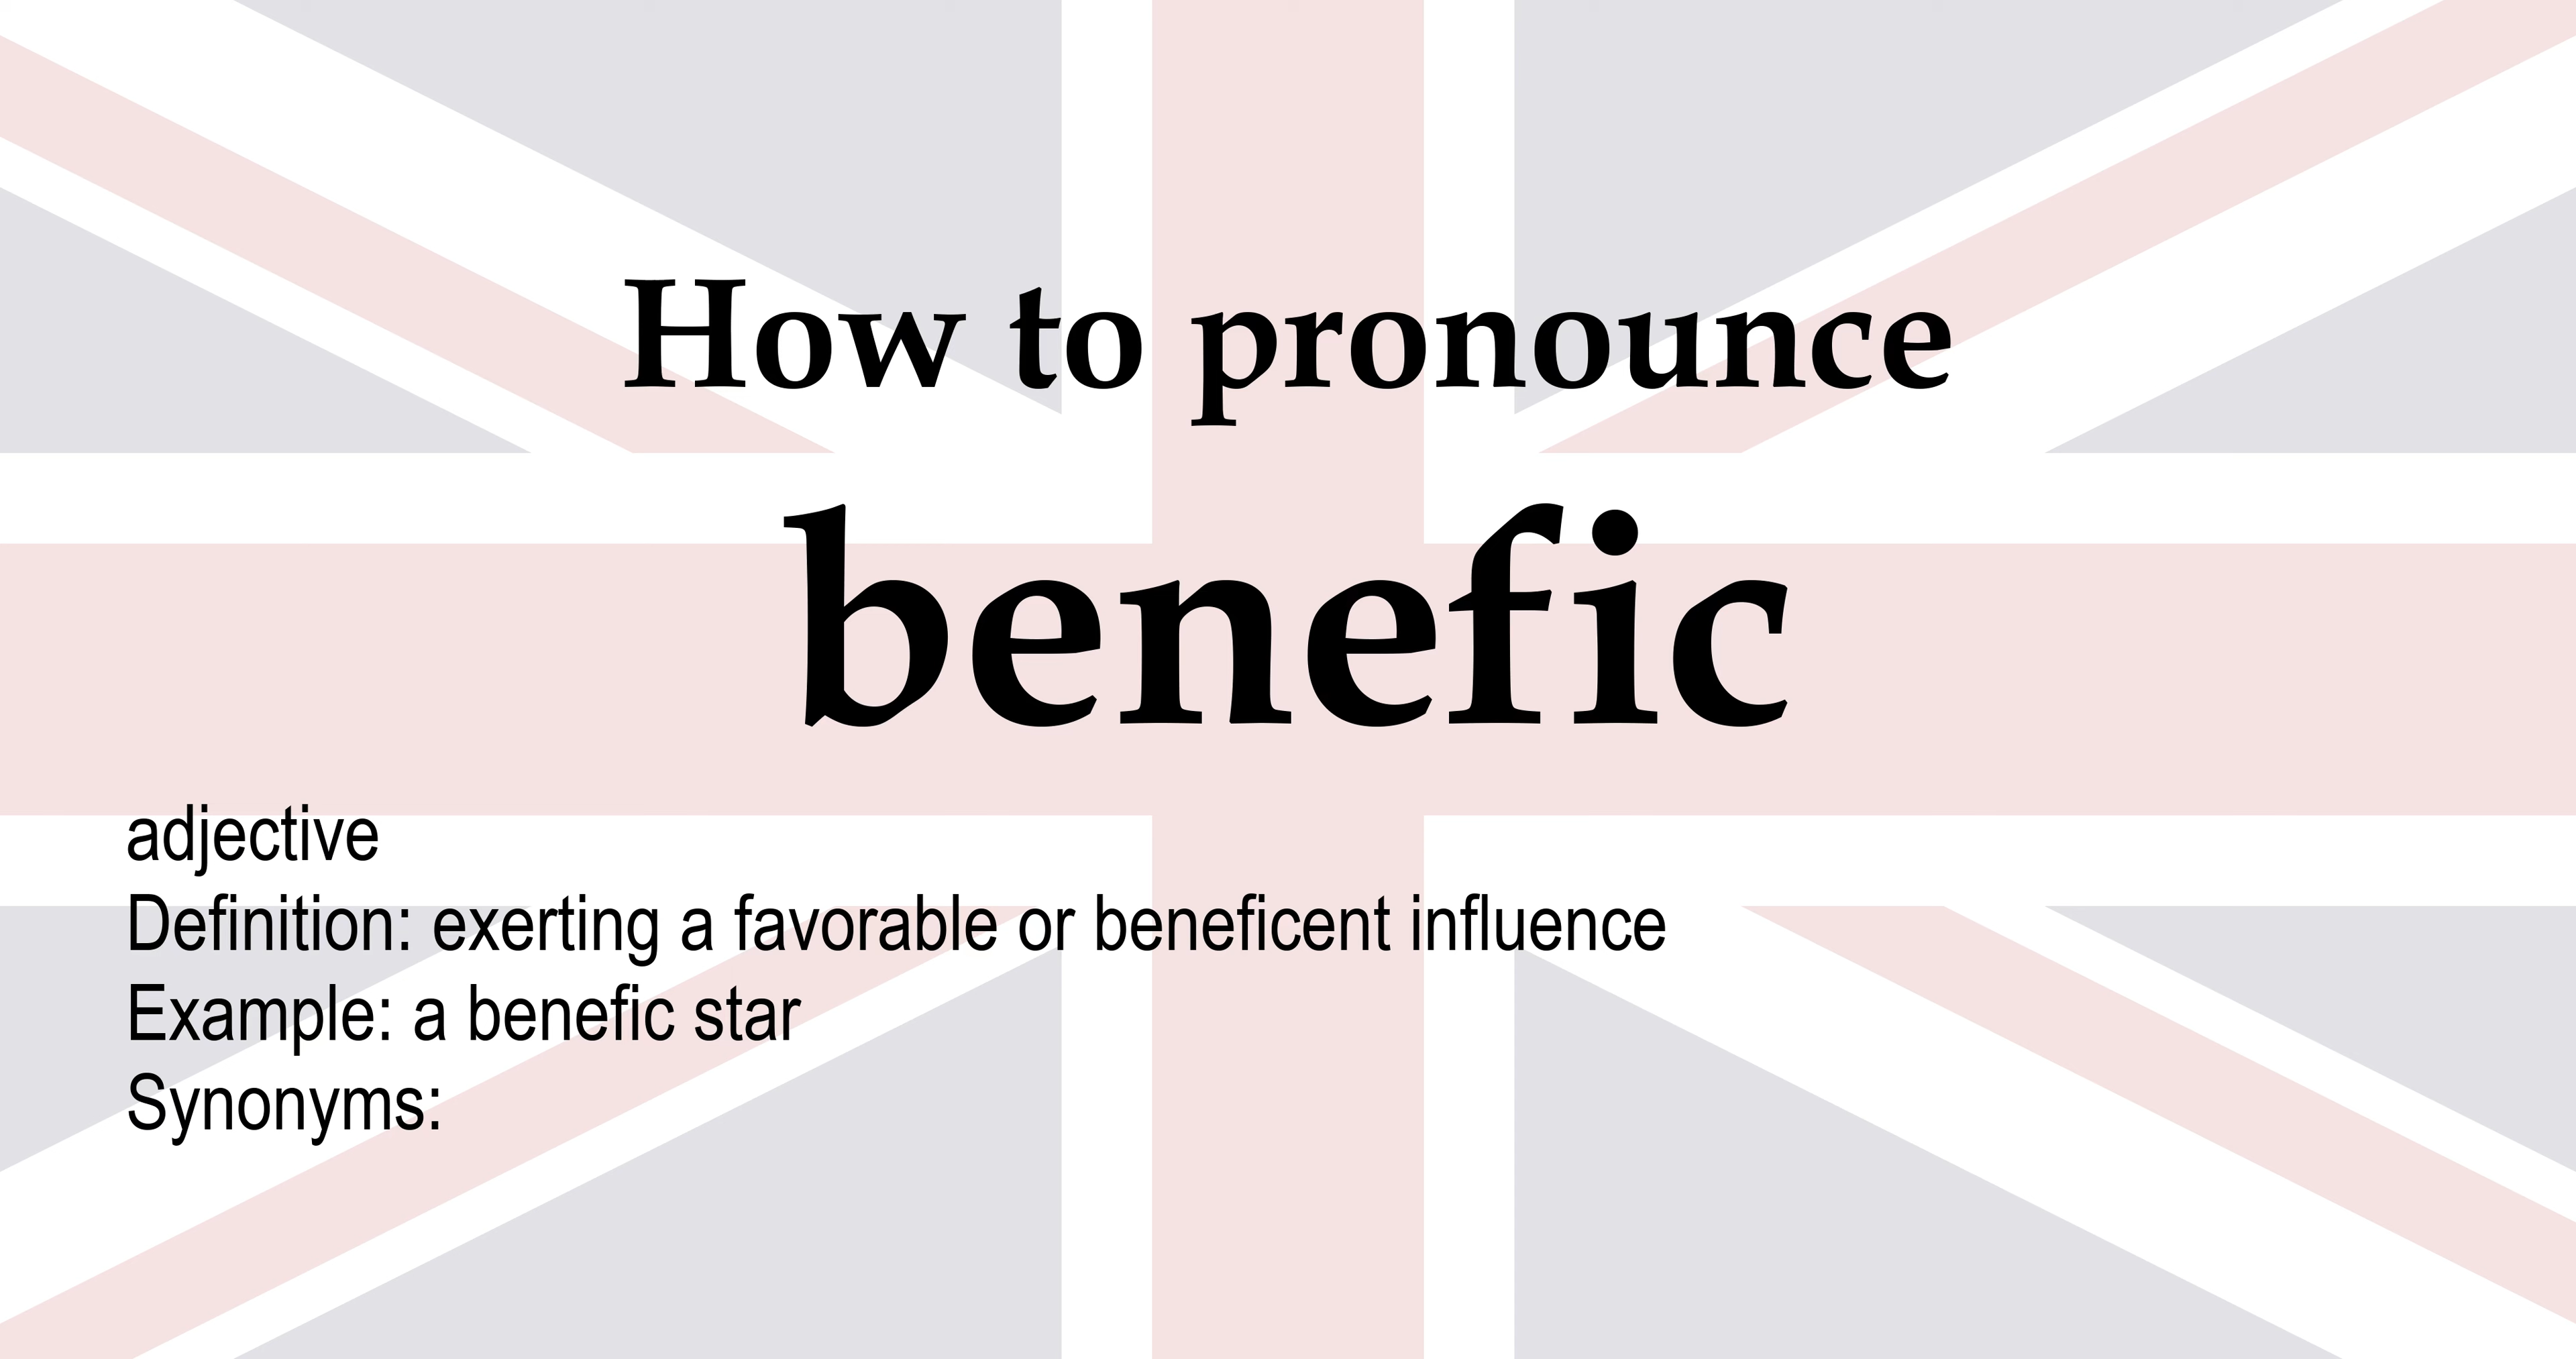 How to pronounce
benefic
adjective
Definition: exerting a favorable or beneficent influence
Example: a benefic star
Synonyms: